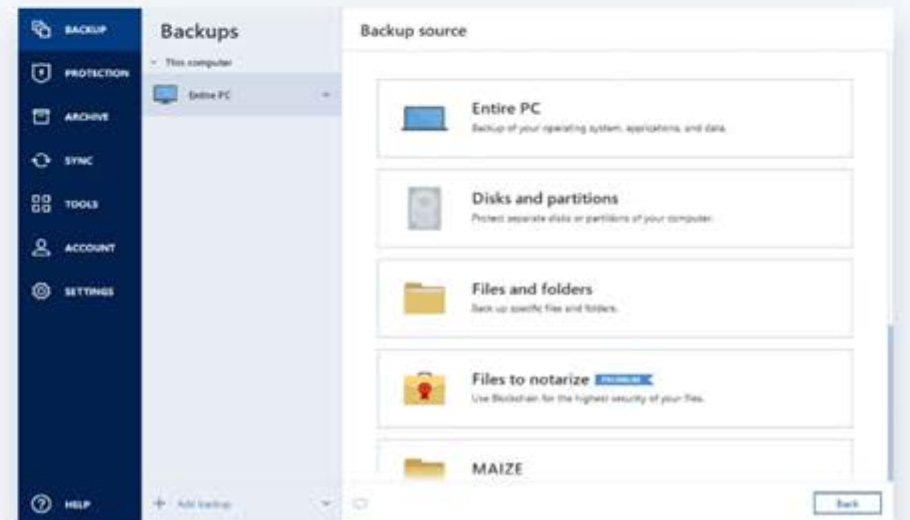 BACKUP
PROTECTION
ARCHIVE
SYNC
TOOLS
ACCOUNT
SETTINGS
HELP
Backups
This computer
Entire PC
Add backup
Backup source
Entire PC
Backup of your operating system, applications, and data.
Disks and partitions
Protect separate disks or partitions of your computer.
Files and folders
Back up specific files and folders.
Files to notarize PREMIUM
Use Blockchain for the highest security of your files.
MAIZE
Back